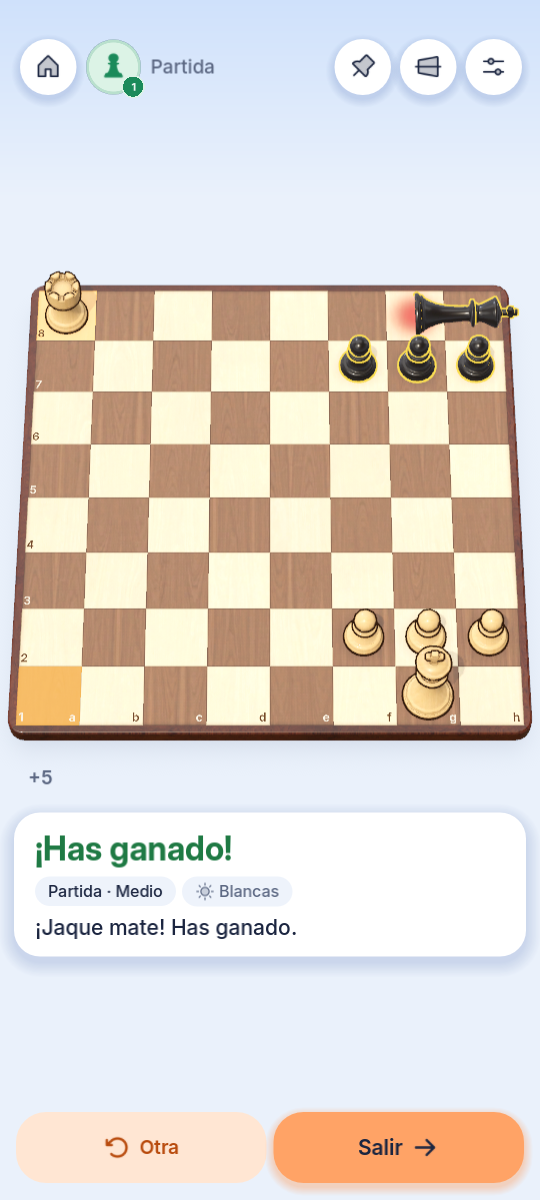 1
Partida
8
7
6
5
4
3
2
1 a b c d e f g h
+5
¡Has ganado!
Partida · Medio Blancas
¡Jaque mate! Has ganado.
Otra Salir